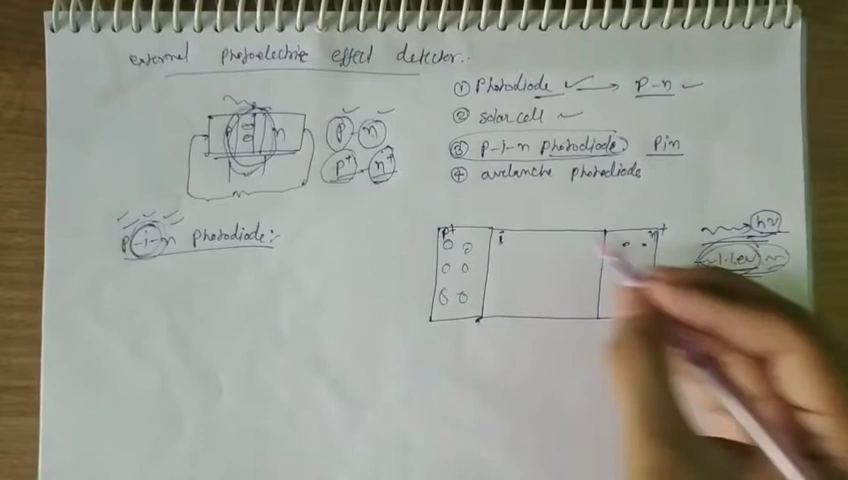 external photoelectric effect detector..
① Photodiode → P-n
② Solar cell
③ P-i-n Photodiode Pin
④ avalanche photodiode
p n
p+ n+
n
P-i-n Photodiode:-
p+ i n+
hν
1.1ev